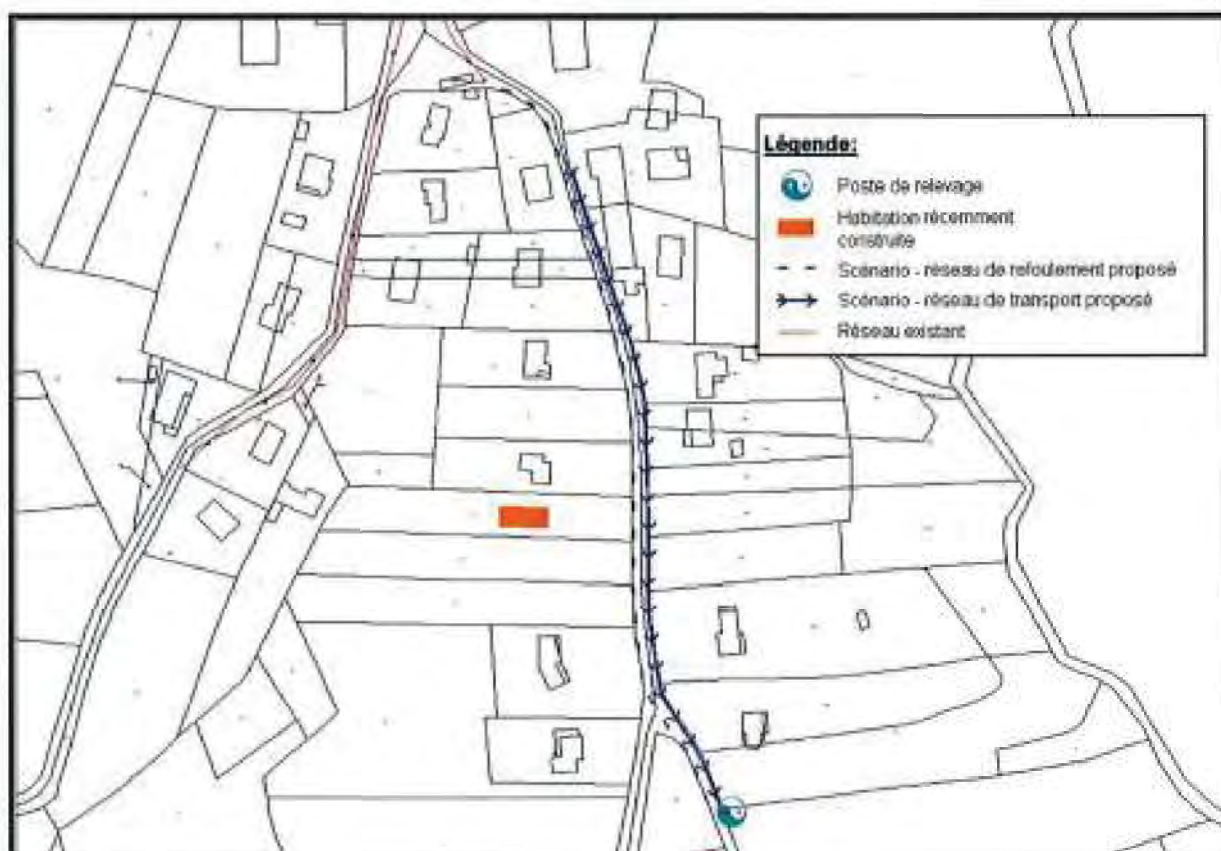 Légende:
Poste de relevage
Habitation récemment
construite
Scénario - réseau de refoulement proposé
Scénario - réseau de transport proposé
Réseau existant